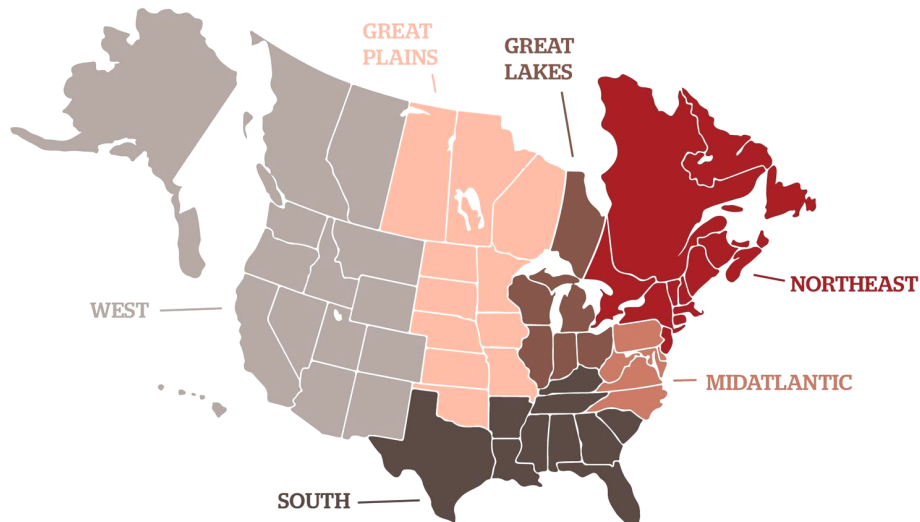 GREAT
PLAINS
GREAT
LAKES
NORTHEAST
WEST
MIDATLANTIC
SOUTH